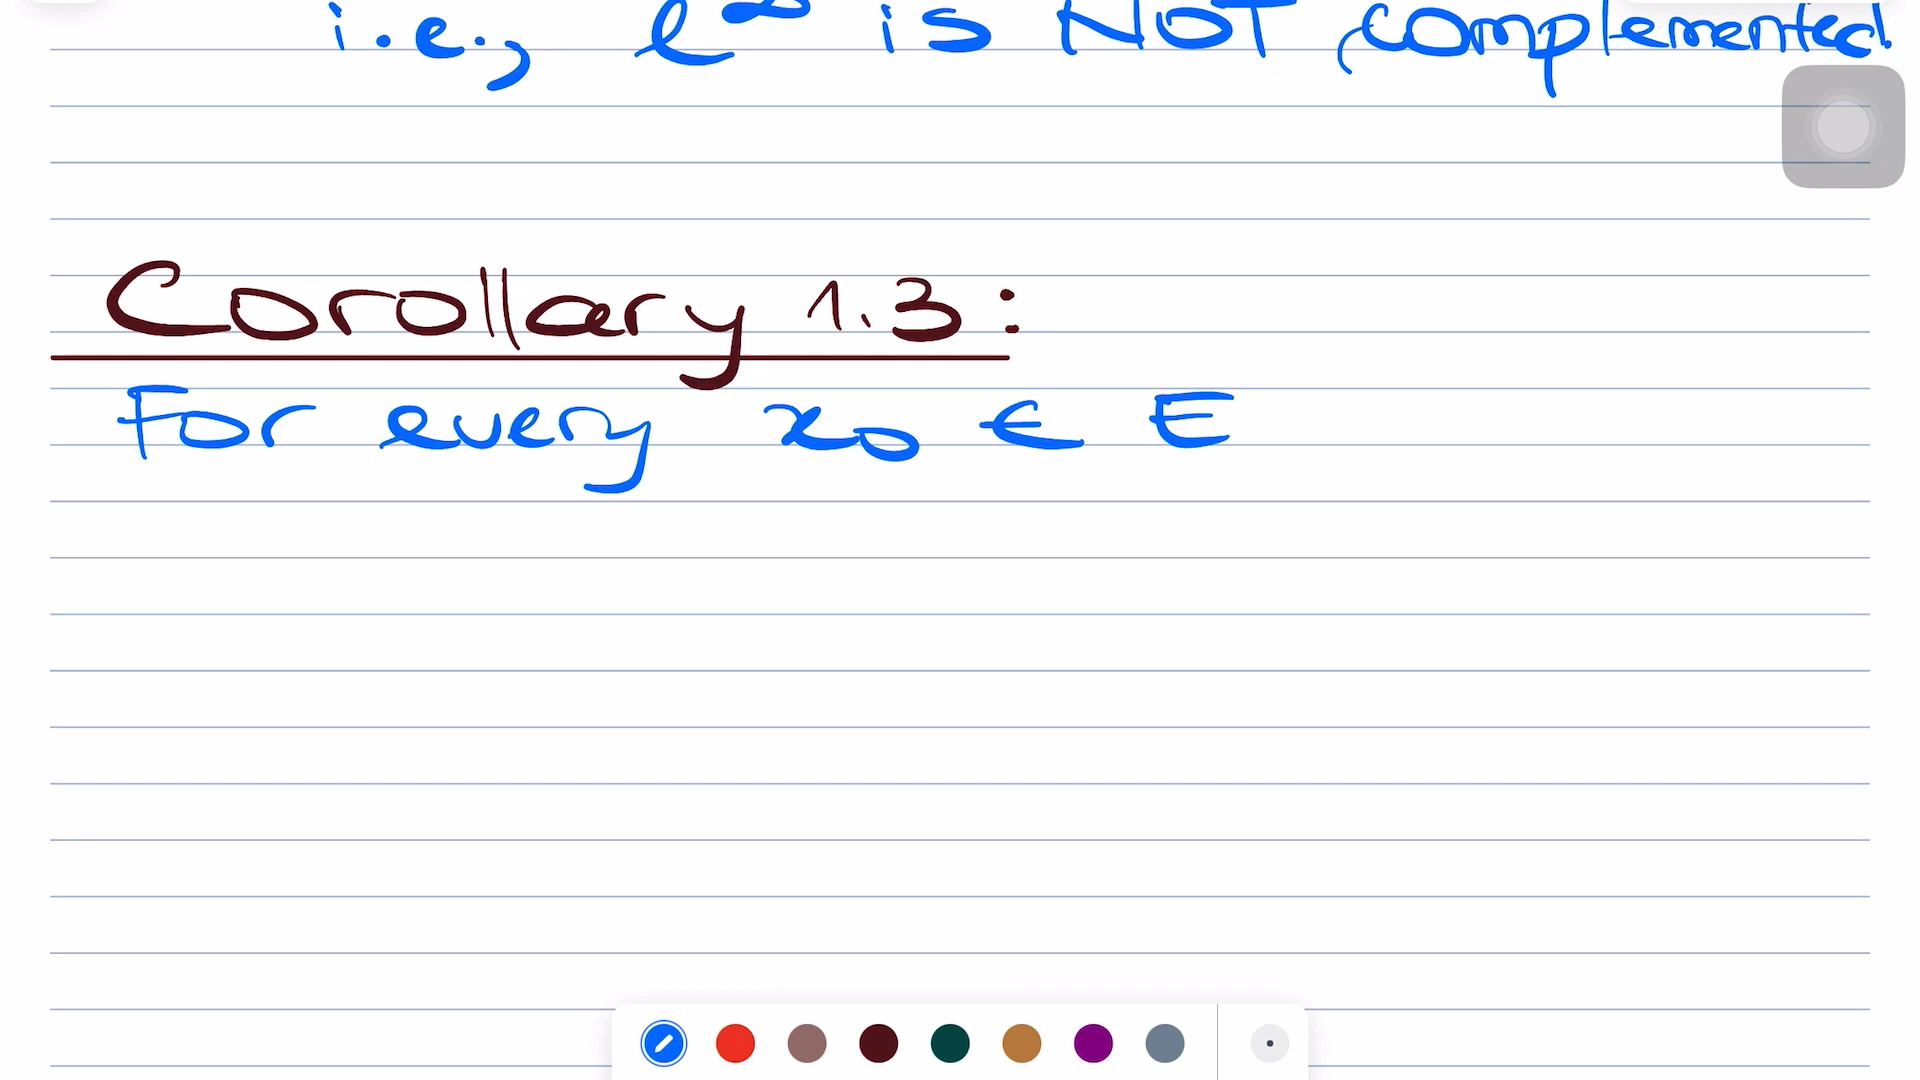 i.e., l^∞ is NOT complemented!
Corollary 1.3:
For every x₀ ∈ E